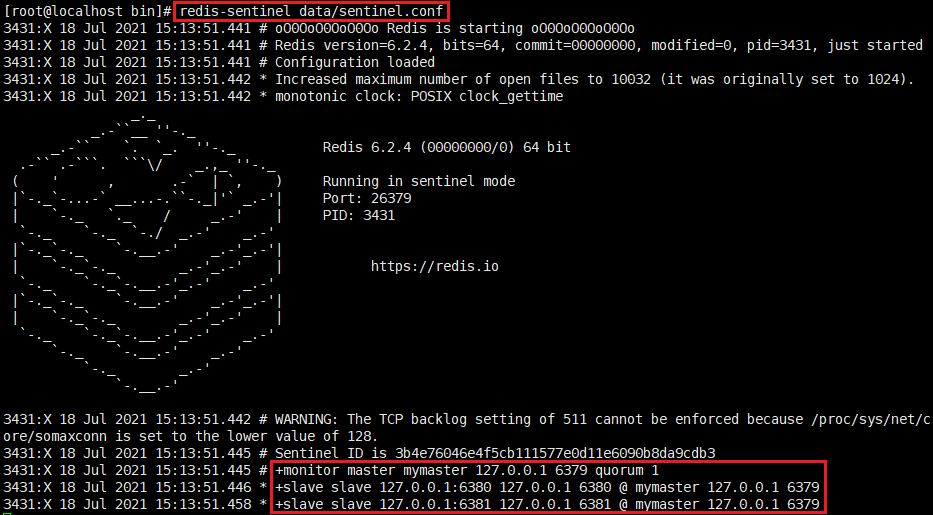 [root@localhost bin]# redis-sentinel data/sentinel.conf
3431:X 18 Jul 2021 15:13:51.441 # oO0OoO0OoO0Oo Redis is starting oO0OoO0OoO0Oo
3431:X 18 Jul 2021 15:13:51.441 # Redis version=6.2.4, bits=64, commit=00000000, modified=0, pid=3431, just started
3431:X 18 Jul 2021 15:13:51.441 # Configuration loaded
3431:X 18 Jul 2021 15:13:51.442 * Increased maximum number of open files to 10032 (it was originally set to 1024).
3431:X 18 Jul 2021 15:13:51.442 * monotonic clock: POSIX clock_gettime
Redis 6.2.4 (00000000/0) 64 bit
Running in sentinel mode
Port: 26379
PID: 3431
https://redis.io
3431:X 18 Jul 2021 15:13:51.442 # WARNING: The TCP backlog setting of 511 cannot be enforced because /proc/sys/net/c
ore/somaxconn is set to the lower value of 128.
3431:X 18 Jul 2021 15:13:51.445 # Sentinel ID is 3b4e76046e4f5cb111577e0d11e6090b8da9cdb3
3431:X 18 Jul 2021 15:13:51.445 # +monitor master mymaster 127.0.0.1 6379 quorum 1
3431:X 18 Jul 2021 15:13:51.446 * +slave slave 127.0.0.1:6380 127.0.0.1 6380 @ mymaster 127.0.0.1 6379
3431:X 18 Jul 2021 15:13:51.458 * +slave slave 127.0.0.1:6381 127.0.0.1 6381 @ mymaster 127.0.0.1 6379